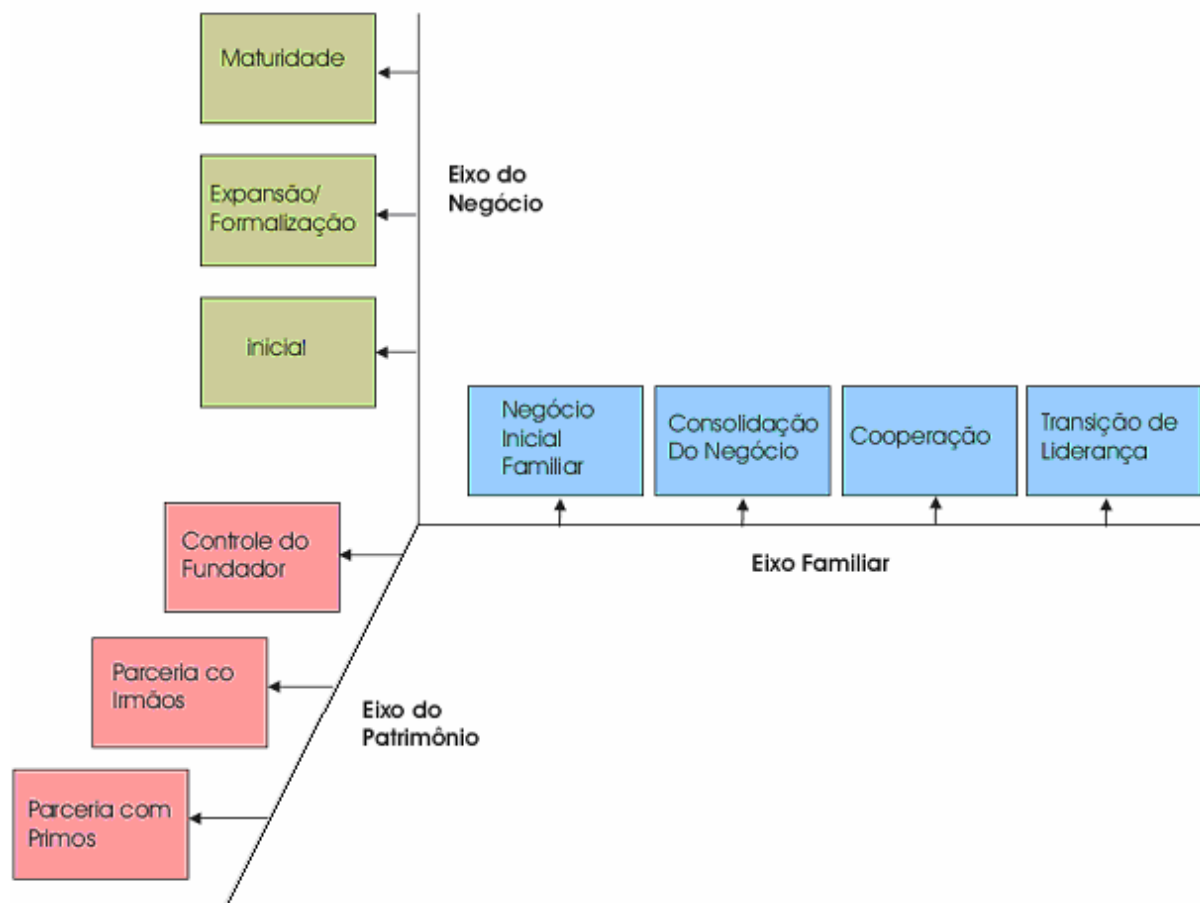 Maturidade
Expansão/
Formalização
Eixo do
Negócio
inicial
Negócio
Inicial
Familiar
Consolidação
Do Negócio
Cooperação
Transição de
Liderança
Controle do
Fundador
Eixo Familiar
Parceria co
Irmãos
Eixo do
Patrimônio
Parceria com
Primos